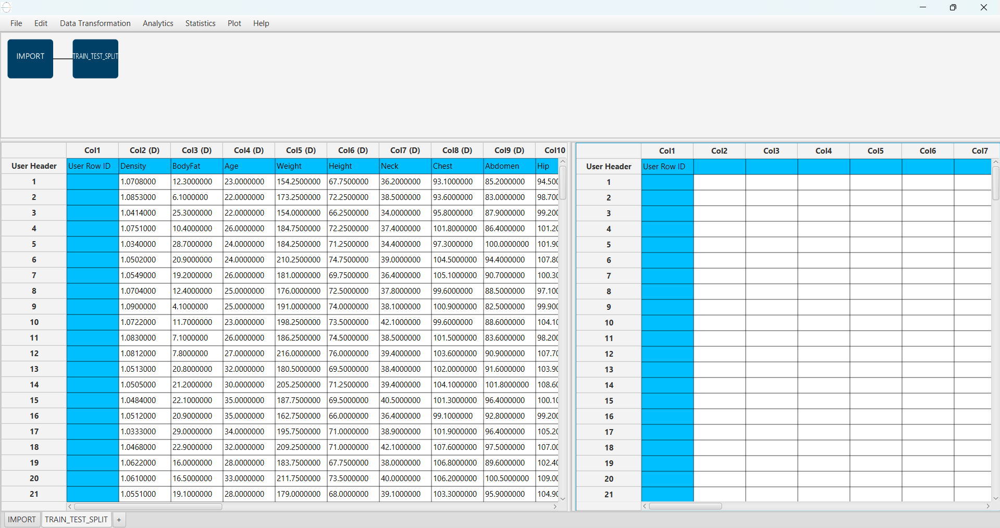 File Edit Data Transformation Analytics Statistics Plot Help
IMPORT TRAIN_TEST_SPLIT
Col1 Col2 (D) Col3 (D) Col4 (D) Col5 (D) Col6 (D) Col7 (D) Col8 (D) Col9 (D) Col10
User Header User Row ID Density BodyFat Age Weight Height Neck Chest Abdomen Hip
1 1.0708000 12.3000000 23.0000000 154.2500000 67.7500000 36.2000000 93.1000000 85.2000000 94.500
2 1.0853000 6.1000000 22.0000000 173.2500000 72.2500000 38.5000000 93.6000000 83.0000000 98.700
3 1.0414000 25.3000000 22.0000000 154.0000000 66.2500000 34.0000000 95.8000000 87.9000000 99.200
4 1.0751000 10.4000000 26.0000000 184.7500000 72.2500000 37.4000000 101.8000000 86.4000000 101.20
5 1.0340000 28.7000000 24.0000000 184.2500000 71.2500000 34.4000000 97.3000000 100.0000000 101.90
6 1.0502000 20.9000000 24.0000000 210.2500000 74.7500000 39.0000000 104.5000000 94.4000000 107.80
7 1.0549000 19.2000000 26.0000000 181.0000000 69.7500000 36.4000000 105.1000000 90.7000000 100.30
8 1.0704000 12.4000000 25.0000000 176.0000000 72.5000000 37.8000000 99.6000000 88.5000000 97.100
9 1.0900000 4.1000000 25.0000000 191.0000000 74.0000000 38.1000000 100.9000000 82.5000000 99.900
10 1.0722000 11.7000000 23.0000000 198.2500000 73.5000000 42.1000000 99.6000000 88.6000000 104.10
11 1.0830000 7.1000000 26.0000000 186.2500000 74.5000000 38.5000000 101.5000000 83.6000000 98.200
12 1.0812000 7.8000000 27.0000000 216.0000000 76.0000000 39.4000000 103.6000000 90.9000000 107.70
13 1.0513000 20.8000000 32.0000000 180.5000000 69.5000000 38.4000000 102.0000000 91.6000000 103.90
14 1.0505000 21.2000000 30.0000000 205.2500000 71.2500000 39.4000000 104.1000000 101.8000000 108.60
15 1.0484000 22.1000000 35.0000000 187.7500000 69.5000000 40.5000000 101.3000000 96.4000000 100.10
16 1.0512000 20.9000000 35.0000000 162.7500000 66.0000000 36.4000000 99.1000000 92.8000000 99.200
17 1.0333000 29.0000000 34.0000000 195.7500000 71.0000000 38.9000000 101.9000000 96.4000000 105.20
18 1.0468000 22.9000000 32.0000000 209.2500000 71.0000000 42.1000000 107.6000000 97.5000000 107.00
19 1.0622000 16.0000000 28.0000000 183.7500000 67.7500000 38.0000000 106.8000000 89.6000000 102.40
20 1.0610000 16.5000000 33.0000000 211.7500000 73.5000000 40.0000000 106.2000000 100.5000000 109.00
21 1.0551000 19.1000000 28.0000000 179.0000000 68.0000000 39.1000000 103.3000000 95.9000000 104.90
Col1 Col2 Col3 Col4 Col5 Col6 Col7
User Header User Row ID
1
2
3
4
5
6
7
8
9
10
11
12
13
14
15
16
17
18
19
20
21
IMPORT TRAIN_TEST_SPLIT +